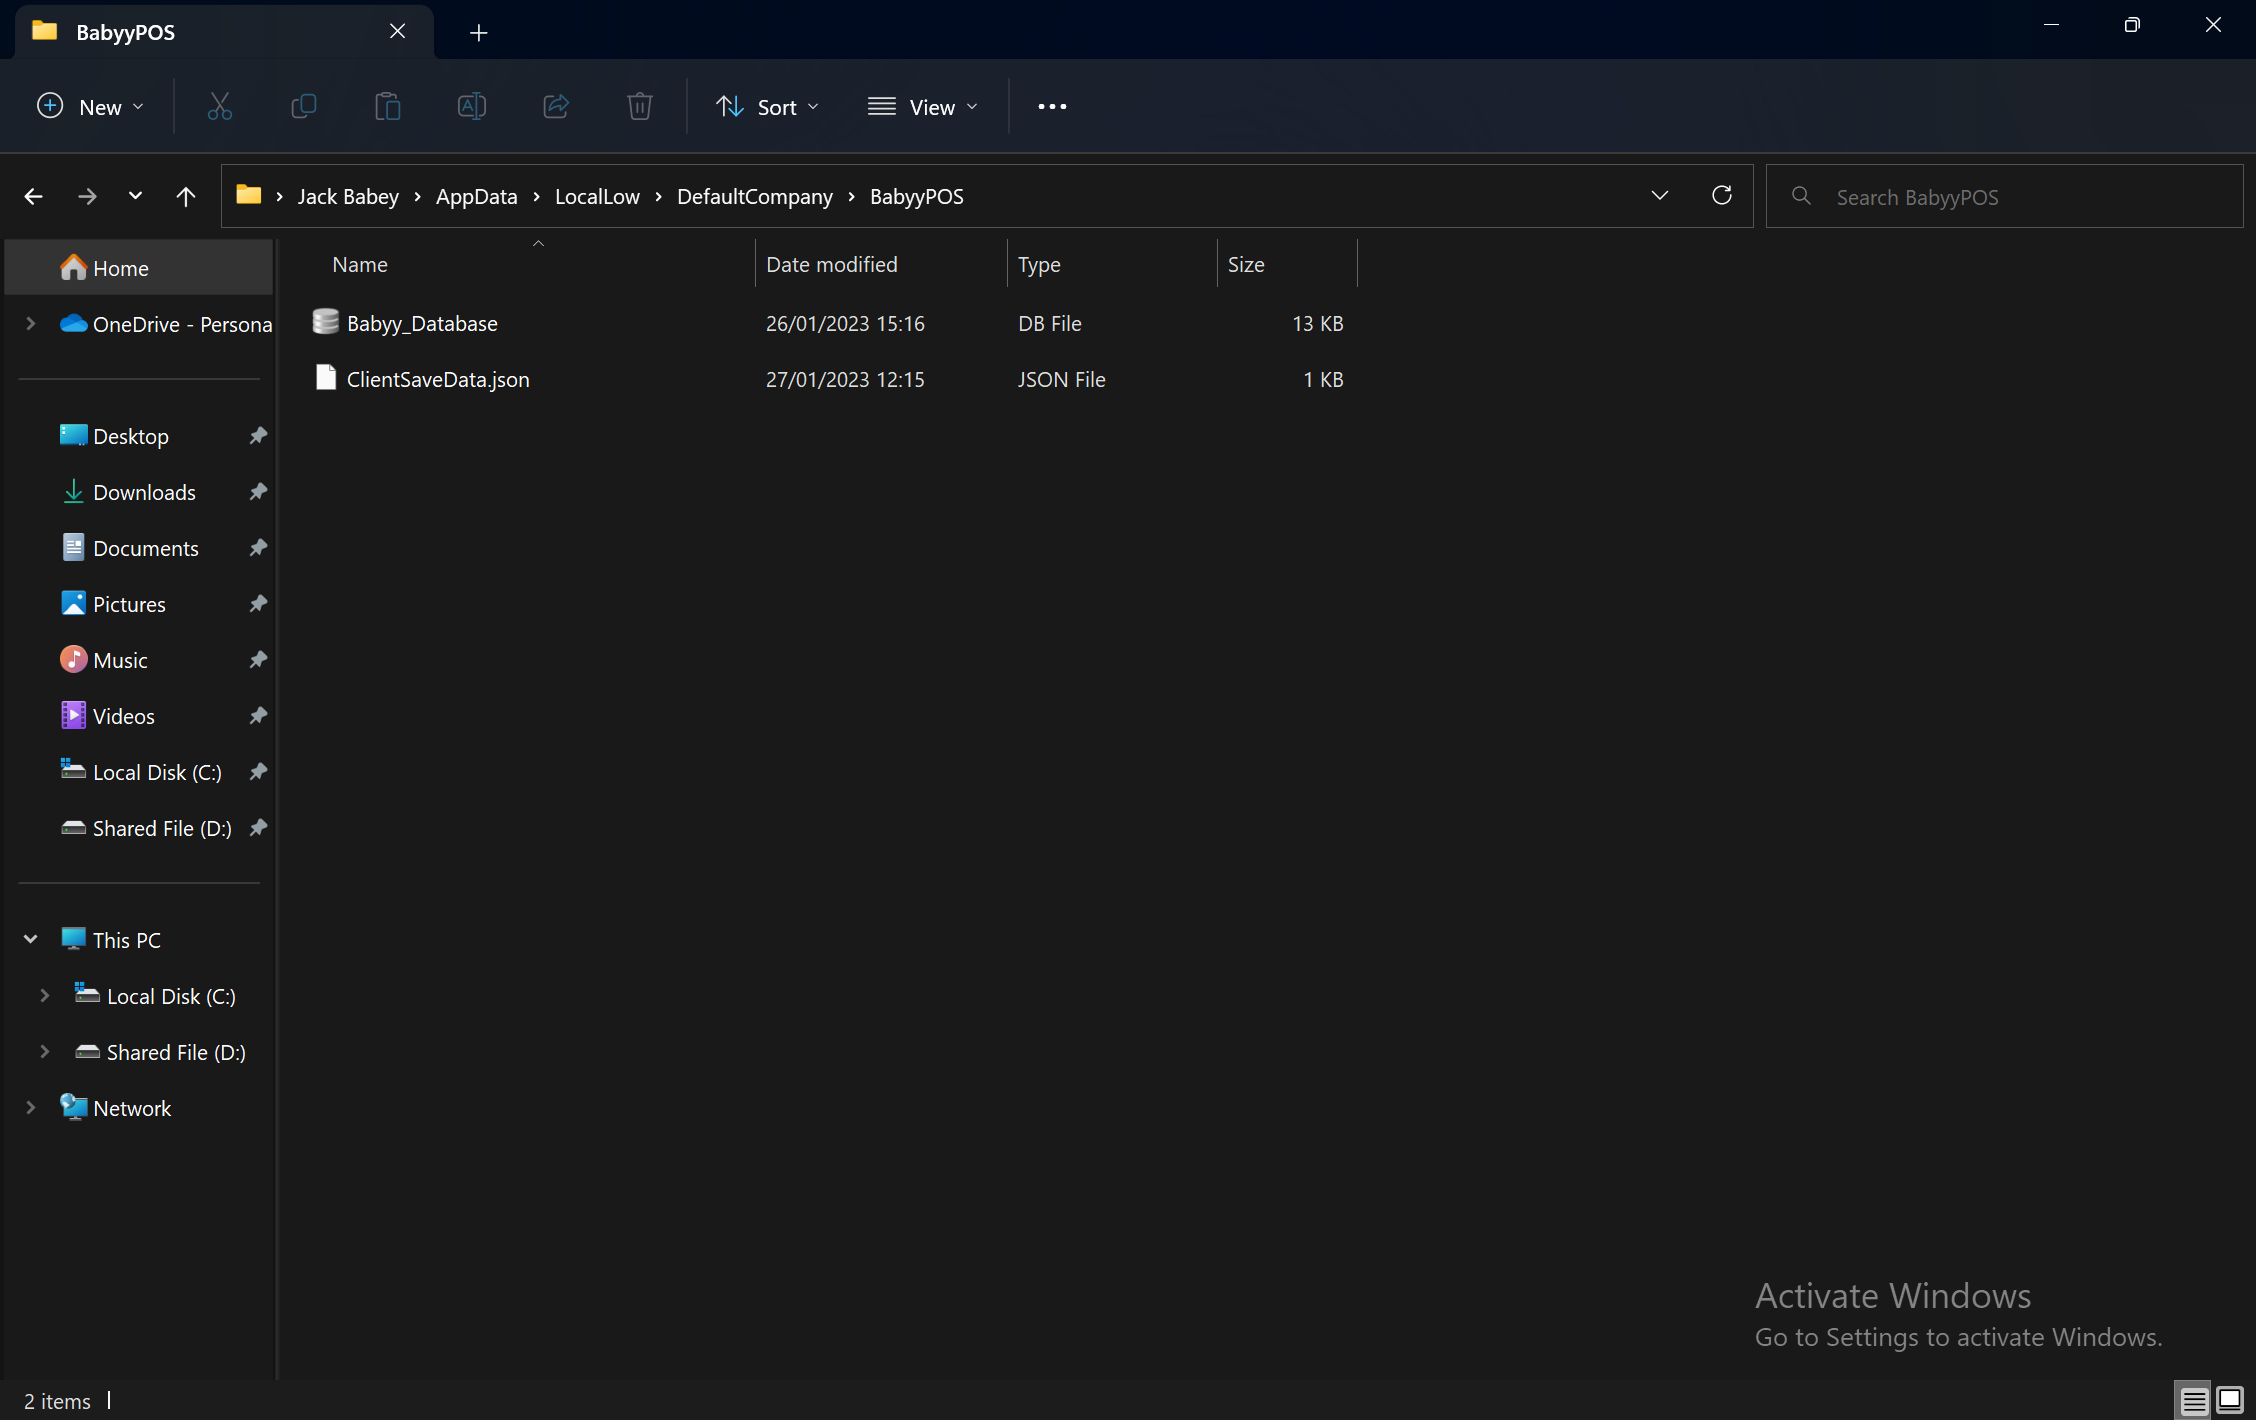 BabyyPOS
New
Sort
View
Jack Babey
AppData
LocalLow
DefaultCompany
BabyyPOS
Search BabyyPOS
Home
OneDrive - Persona
Desktop
Downloads
Documents
Pictures
Music
Videos
Local Disk (C:)
Shared File (D:)
This PC
Local Disk (C:)
Shared File (D:)
Network
Name Date modified Type Size
Babyy_Database 26/01/2023 15:16 DB File 13 KB
ClientSaveData.json 27/01/2023 12:15 JSON File 1 KB
Activate Windows
Go to Settings to activate Windows.
2 items